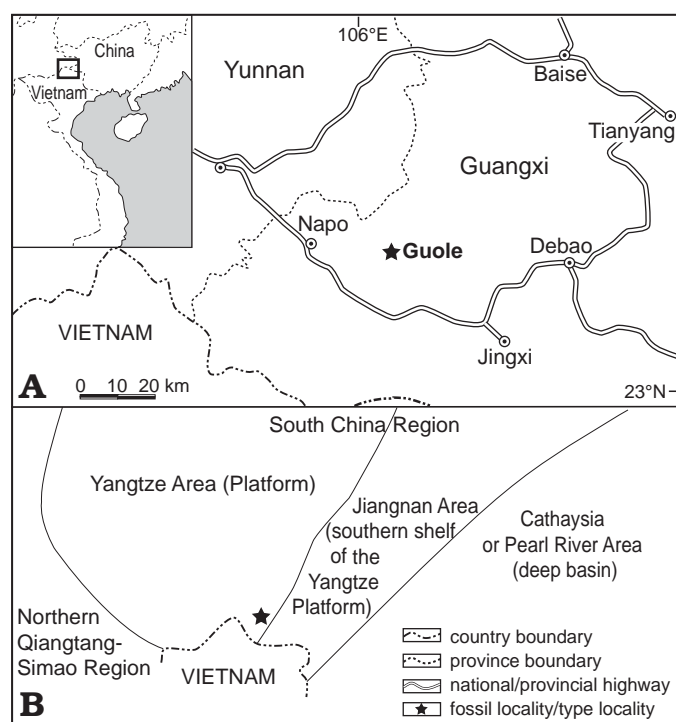 China
Vietnam
106°E
Yunnan
Baise
Tianyang
Guangxi
Napo
Guole
Debao
VIETNAM
Jingxi
A
0 10 20 km
23°N
South China Region
Yangtze Area (Platform)
Jiangnan Area
(southern shelf
of the
Yangtze
Platform)
Cathaysia
or Pearl River Area
(deep basin)
Northern
Qiangtang-
Simao Region
VIETNAM
B
country boundary
province boundary
national/provincial highway
fossil locality/type locality